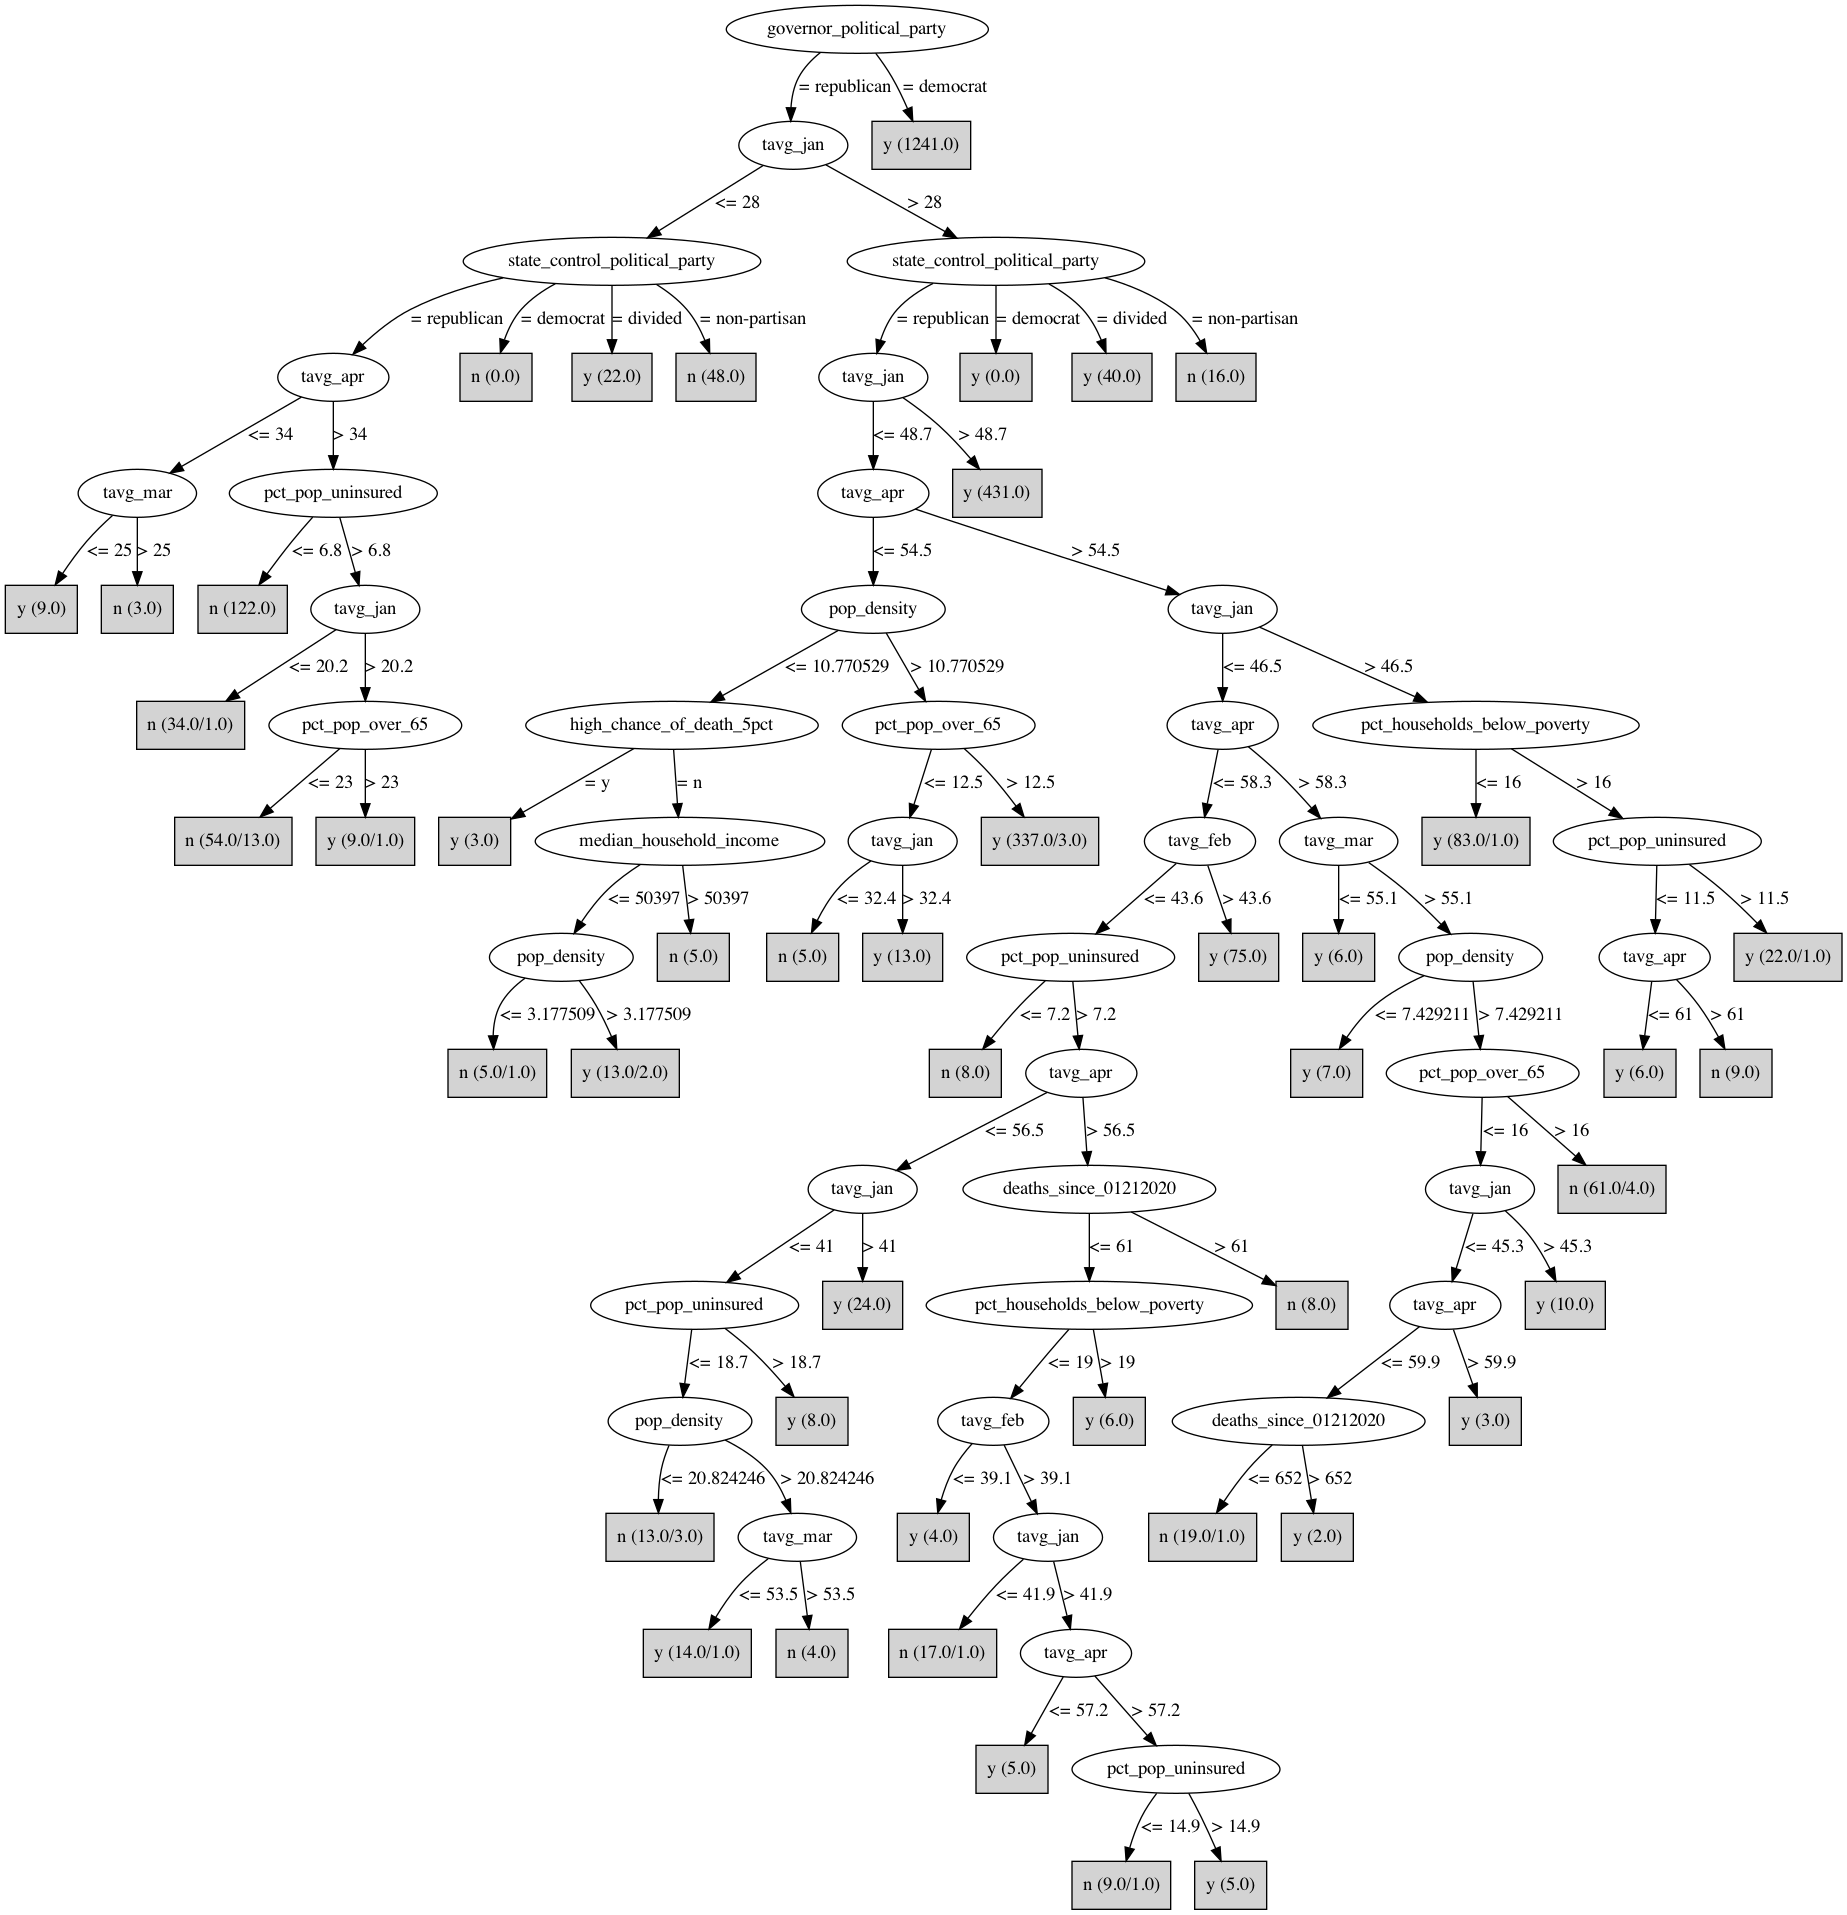 governor_political_party
= republican
= democrat
tavg_jan
y (1241.0)
<= 28
> 28
state_control_political_party
state_control_political_party
= republican
= democrat
= divided
= non-partisan
= republican
= democrat
= divided
= non-partisan
tavg_apr
n (0.0)
y (22.0)
n (48.0)
tavg_jan
y (0.0)
y (40.0)
n (16.0)
<= 34
> 34
<= 48.7
> 48.7
tavg_mar
pct_pop_uninsured
tavg_apr
y (431.0)
<= 25
> 25
<= 6.8
> 6.8
<= 54.5
> 54.5
y (9.0)
n (3.0)
n (122.0)
tavg_jan
pop_density
tavg_jan
<= 20.2
> 20.2
<= 10.770529
> 10.770529
<= 46.5
> 46.5
n (34.0/1.0)
pct_pop_over_65
high_chance_of_death_5pct
pct_pop_over_65
tavg_apr
pct_households_below_poverty
<= 23
> 23
= y
= n
<= 12.5
> 12.5
<= 58.3
> 58.3
<= 16
> 16
n (54.0/13.0)
y (9.0/1.0)
y (3.0)
median_household_income
tavg_jan
y (337.0/3.0)
tavg_feb
tavg_mar
y (83.0/1.0)
pct_pop_uninsured
<= 50397
> 50397
<= 32.4
> 32.4
<= 43.6
> 43.6
<= 55.1
> 55.1
<= 11.5
> 11.5
pop_density
n (5.0)
n (5.0)
y (13.0)
pct_pop_uninsured
y (75.0)
y (6.0)
pop_density
tavg_apr
y (22.0/1.0)
<= 3.177509
> 3.177509
<= 7.2
> 7.2
<= 7.429211
> 7.429211
<= 61
> 61
n (5.0/1.0)
y (13.0/2.0)
n (8.0)
tavg_apr
y (7.0)
pct_pop_over_65
y (6.0)
n (9.0)
<= 56.5
> 56.5
<= 16
> 16
tavg_jan
deaths_since_01212020
tavg_jan
n (61.0/4.0)
<= 41
> 41
<= 61
> 61
<= 45.3
> 45.3
pct_pop_uninsured
y (24.0)
pct_households_below_poverty
n (8.0)
tavg_apr
y (10.0)
<= 18.7
> 18.7
<= 19
> 19
<= 59.9
> 59.9
pop_density
y (8.0)
tavg_feb
y (6.0)
deaths_since_01212020
y (3.0)
<= 20.824246
> 20.824246
<= 39.1
> 39.1
<= 652
> 652
n (13.0/3.0)
tavg_mar
y (4.0)
tavg_jan
n (19.0/1.0)
y (2.0)
<= 53.5
> 53.5
<= 41.9
> 41.9
y (14.0/1.0)
n (4.0)
n (17.0/1.0)
tavg_apr
<= 57.2
> 57.2
y (5.0)
pct_pop_uninsured
<= 14.9
> 14.9
n (9.0/1.0)
y (5.0)